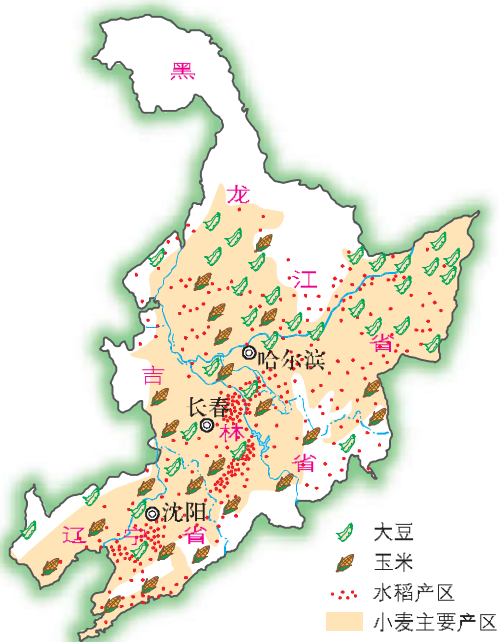 黑
龙
江
省
哈尔滨
吉
林
省
长春
沈阳
辽宁省
大豆
玉米
水稻产区
小麦主要产区